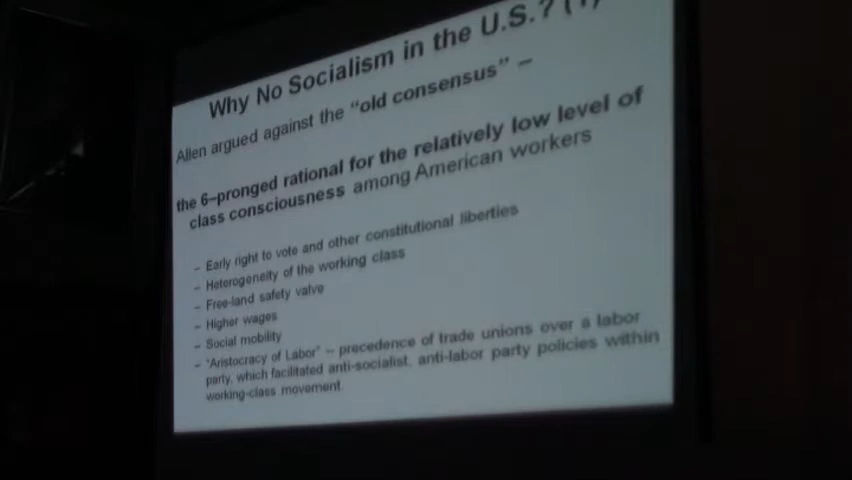 Why No Socialism in the U.S.?
Allen argued against the “old consensus” –
the 6–pronged rational for the relatively low level of
class consciousness among American workers
– Early right to vote and other constitutional liberties
– Heterogeneity of the working class
– Free-land safety valve
– Higher wages
– Social mobility
– "Aristocracy of Labor" – precedence of trade unions over a labor
party, which facilitated anti-socialist, anti-labor party policies within
working-class movement